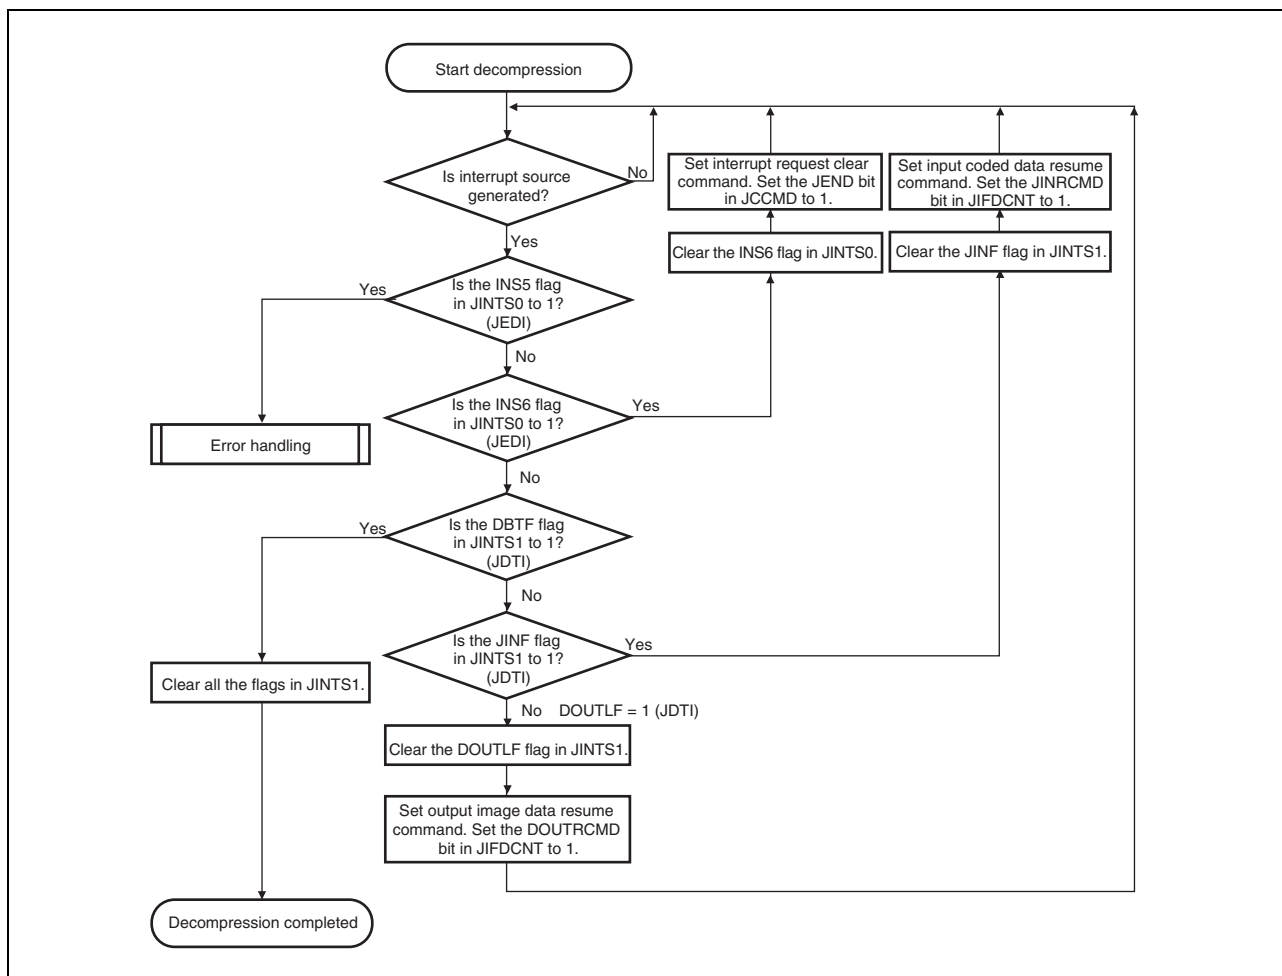 Start decompression
Is interrupt source
generated?
No
Set interrupt request clear
command. Set the JEND bit
in JCCMD to 1.
Set input coded data resume
command. Set the JINRCMD
bit in JIFDCNT to 1.
Yes
Clear the INS6 flag in JINTS0.
Clear the JINF flag in JINTS1.
Yes
Is the INS5 flag
in JINTS0 to 1?
(JEDI)
No
Is the INS6 flag
in JINTS0 to 1?
(JEDI)
Yes
Error handling
No
Yes
Is the DBTF flag
in JINTS1 to 1?
(JDTI)
No
Is the JINF flag
in JINTS1 to 1?
(JDTI)
Yes
Clear all the flags in JINTS1.
No DOUTLF = 1 (JDTI)
Clear the DOUTLF flag in JINTS1.
Set output image data resume
command. Set the DOUTRCMD
bit in JIFDCNT to 1.
Decompression completed